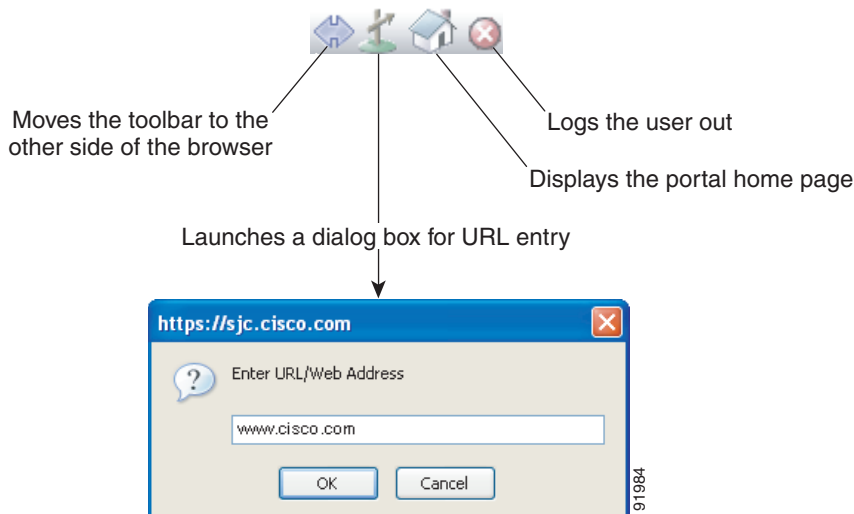 Moves the toolbar to the
other side of the browser
Logs the user out
Displays the portal home page
Launches a dialog box for URL entry
https://sjc.cisco.com
Enter URL/Web Address
www.cisco.com
OK
Cancel
91984